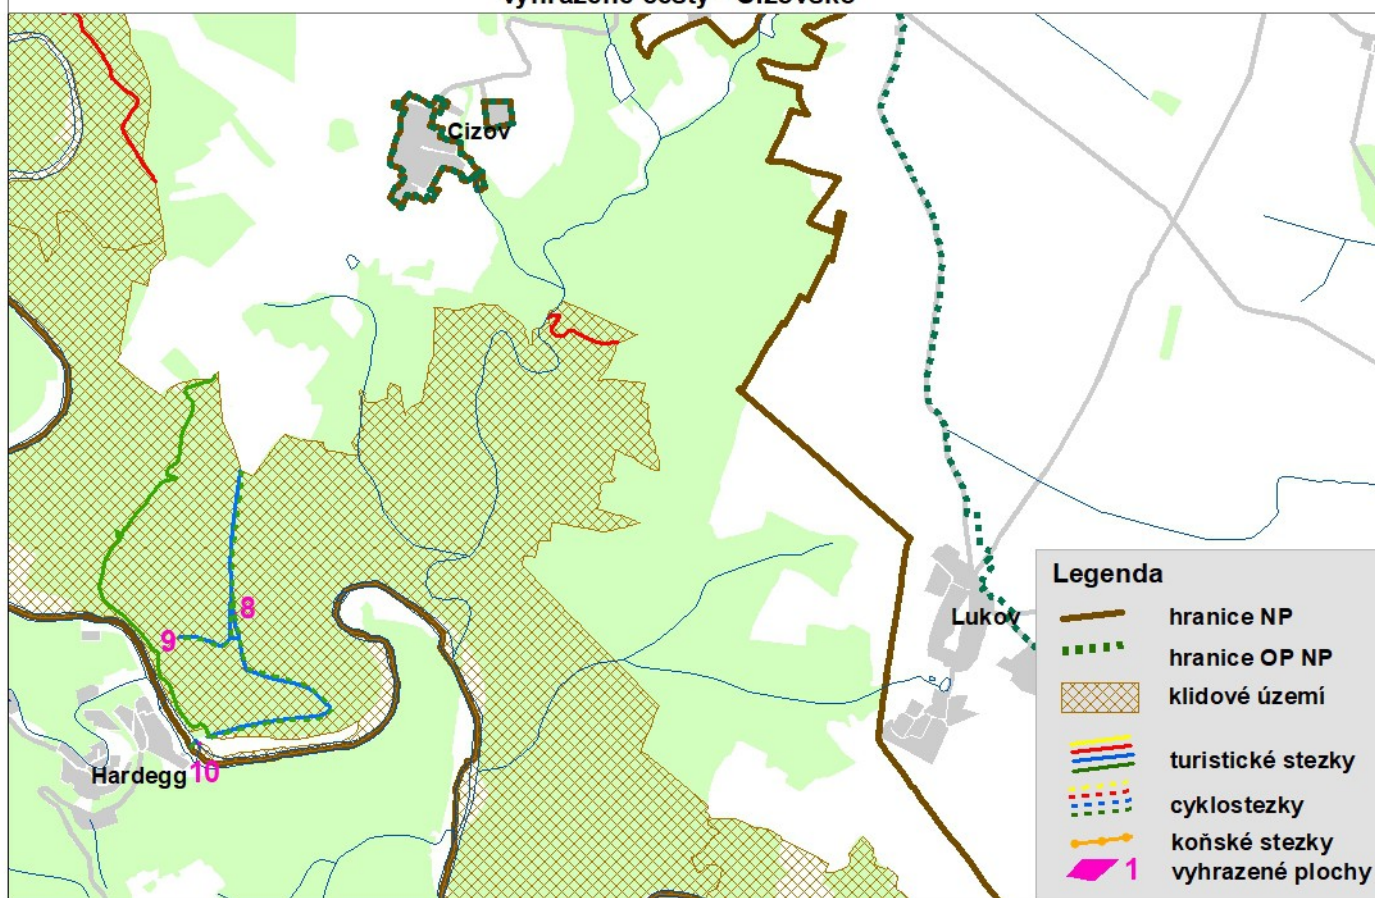 Cizov
8
9
Lukov
Hardegg
10
Legenda
hranice NP
hranice OP NP
klidové území
turistické stezky
cyklostezky
koňské stezky
1 vyhrazené plochy